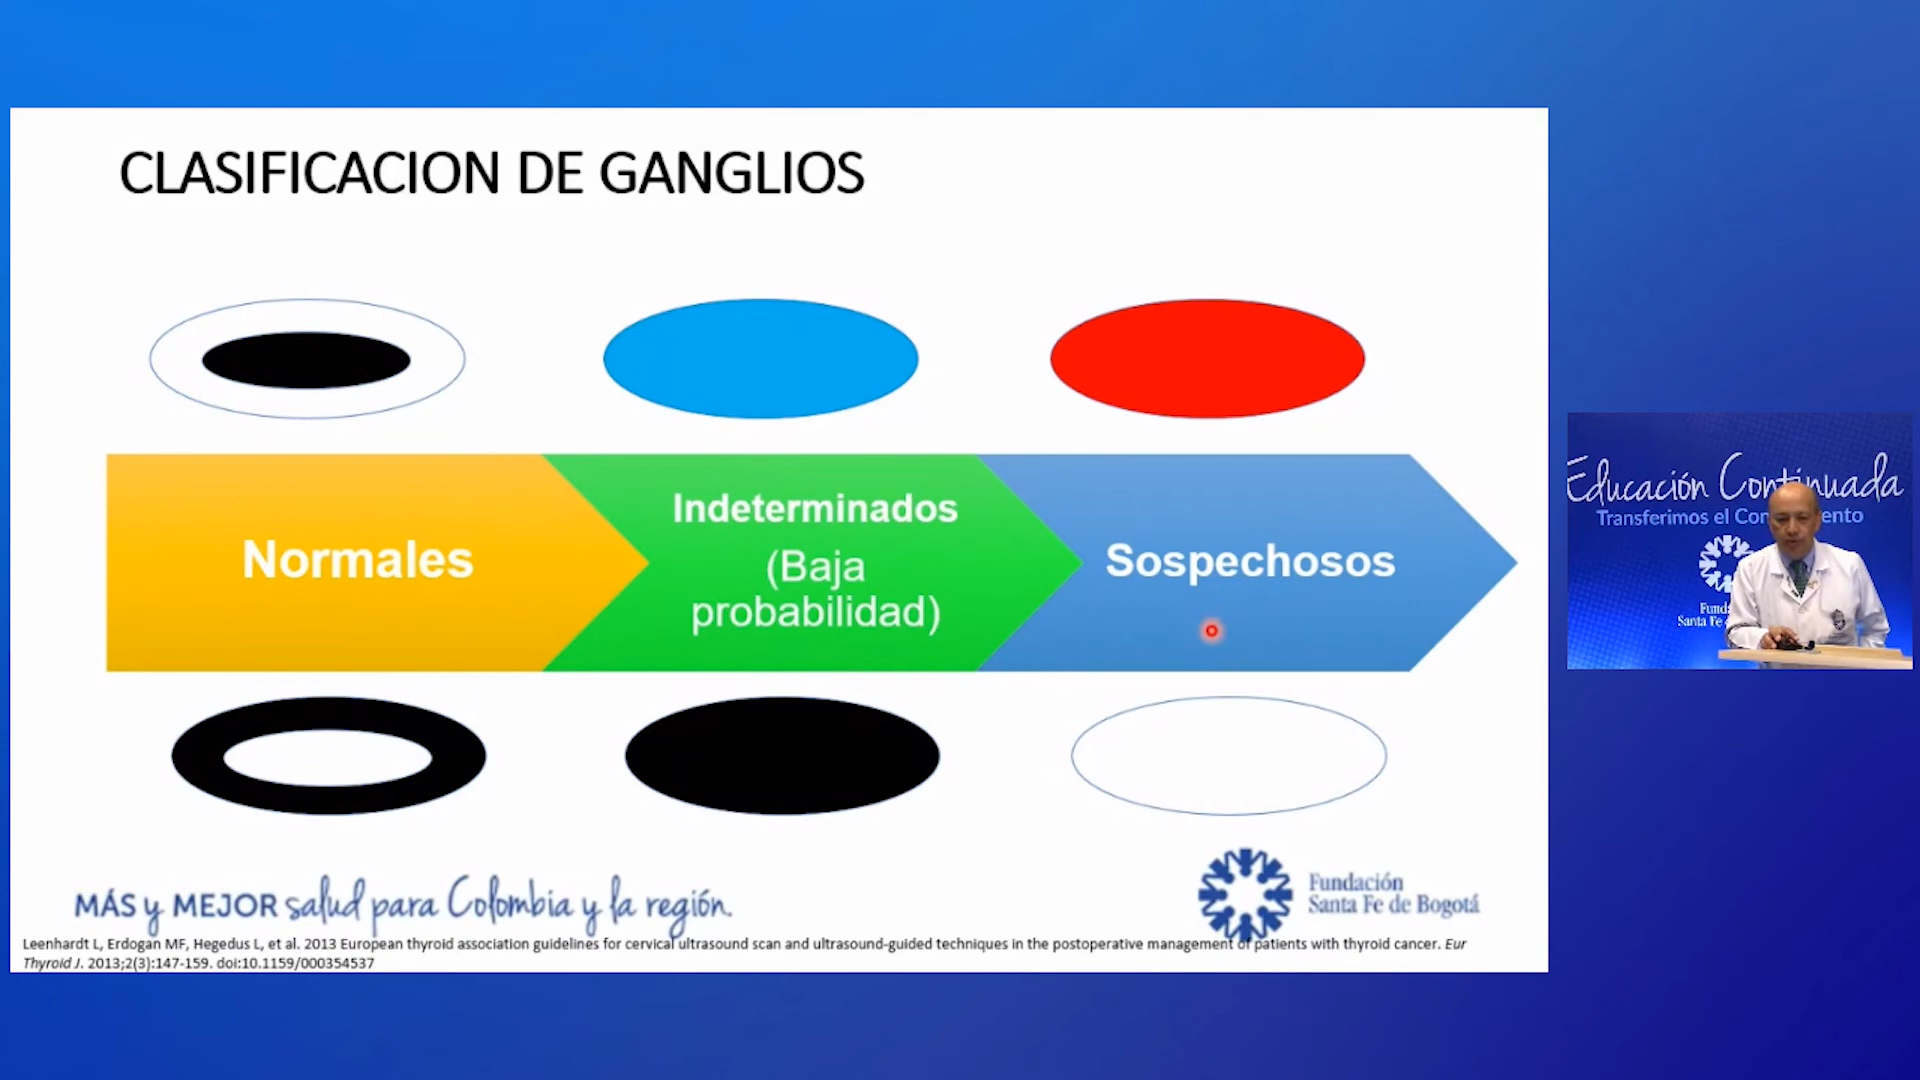 CLASIFICACION DE GANGLIOS
Normales
Indeterminados
(Baja
probabilidad)
Sospechosos
MÁS y MEJOR salud para Colombia y la región.
Fundación
Santa Fe de Bogotá
Leenhardt L, Erdogan MF, Hegedus L, et al. 2013 European thyroid association guidelines for cervical ultrasound scan and ultrasound-guided techniques in the postoperative management of patients with thyroid cancer. Eur
Thyroid J. 2013;2(3):147-159. doi:10.1159/000354537
Educación Continuada
Transferimos el
Santa Fe